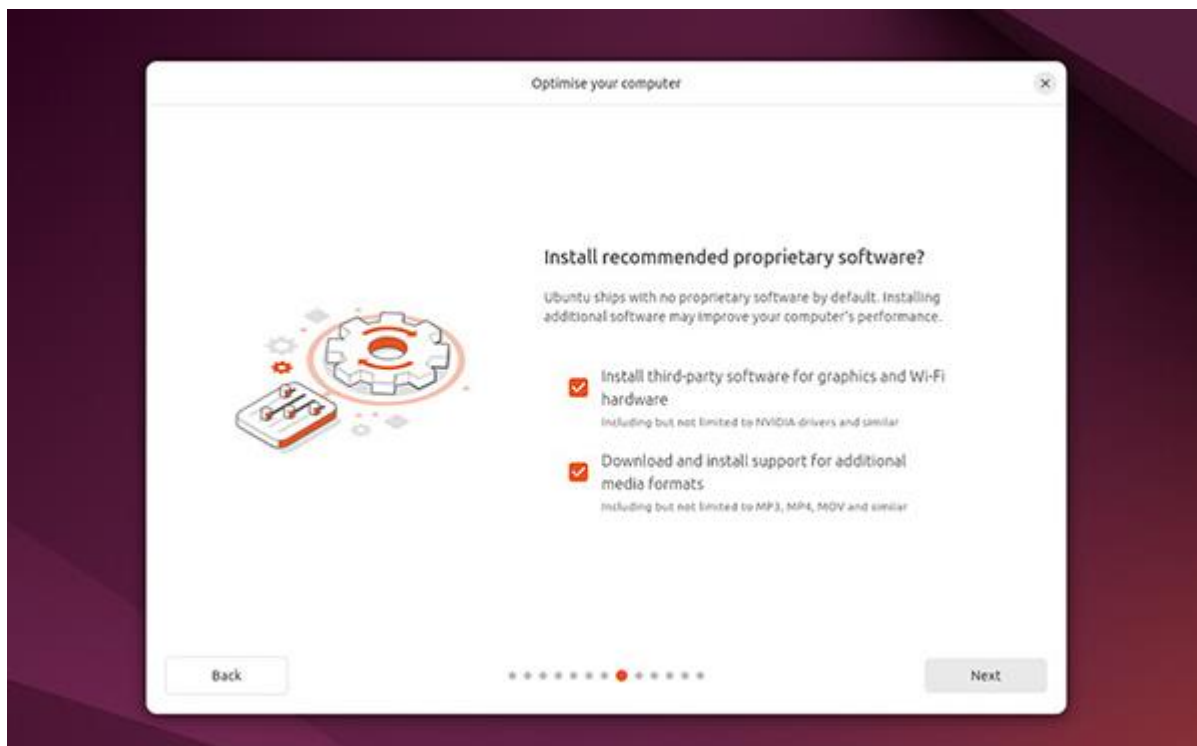 Optimise your computer
Install recommended proprietary software?
Ubuntu ships with no proprietary software by default. Installing
additional software may improve your computer's performance.
Install third-party software for graphics and Wi-Fi
hardware
Including but not limited to NVIDIA drivers and similar
Download and install support for additional
media formats
Including but not limited to MP3, MP4, MOV and similar
Back
Next